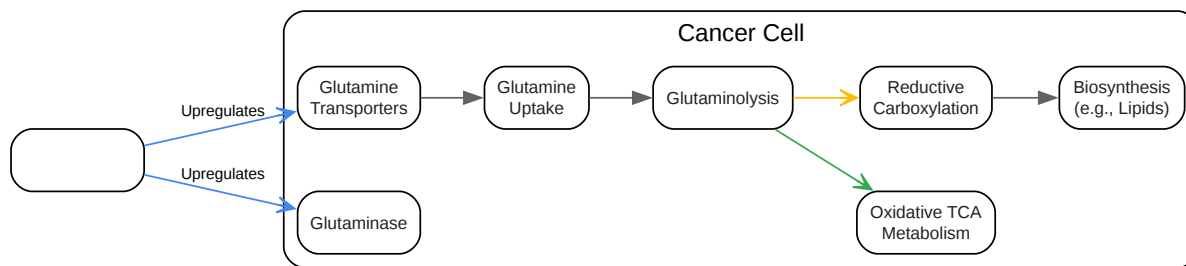 Cancer Cell
Upregulates
Glutamine
Transporters
Glutamine
Uptake
Glutaminolysis
Reductive
Carboxylation
Biosynthesis
(e.g., Lipids)
Upregulates
Glutaminase
Oxidative TCA
Metabolism